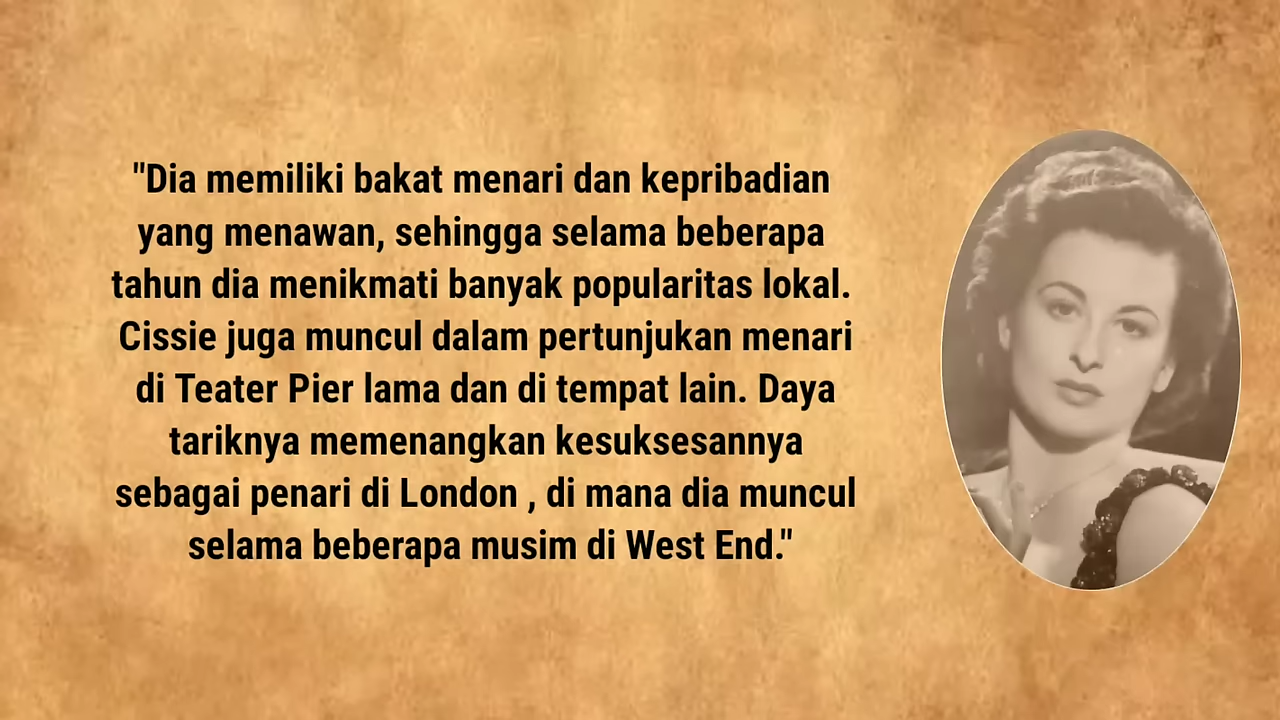 "Dia memiliki bakat menari dan kepribadian
yang menawan, sehingga selama beberapa
tahun dia menikmati banyak popularitas lokal.
Cissie juga muncul dalam pertunjukan menari
di Teater Pier lama dan di tempat lain. Daya
tariknya memenangkan kesuksesannya
sebagai penari di London , di mana dia muncul
selama beberapa musim di West End."